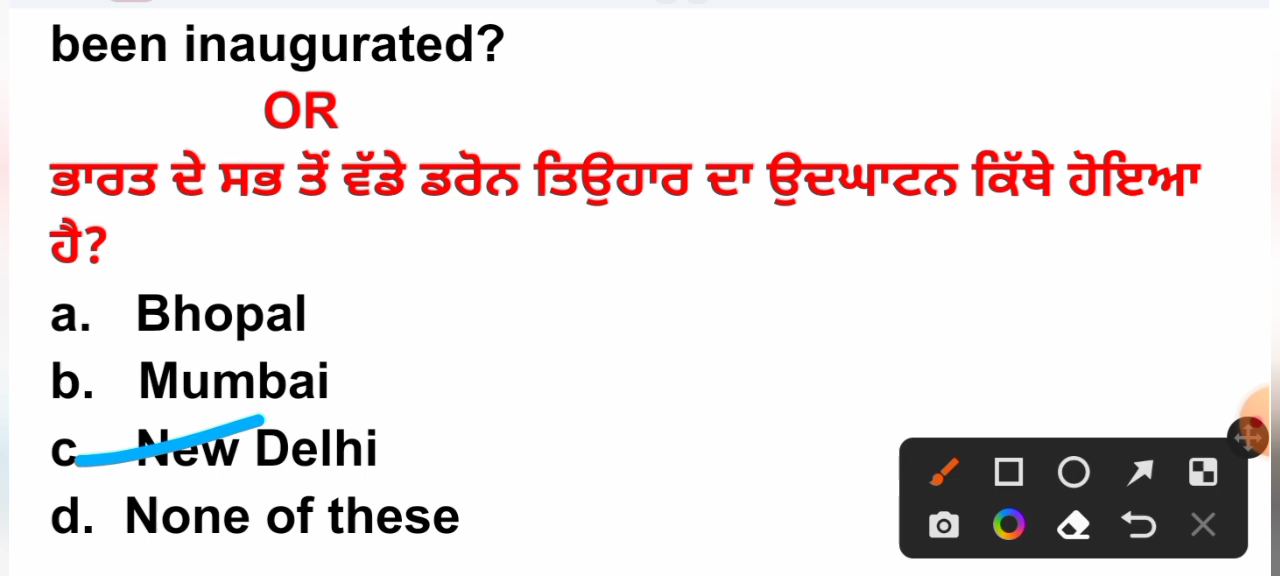 been inaugurated?
OR
ਭਾਰਤ ਦੇ ਸਭ ਤੋਂ ਵੱਡੇ ਡਰੋਨ ਤਿਉਹਾਰ ਦਾ ਉਦਘਾਟਨ ਕਿੱਥੇ ਹੋਇਆ
ਹੈ?
a. Bhopal
b. Mumbai
c. New Delhi
d. None of these